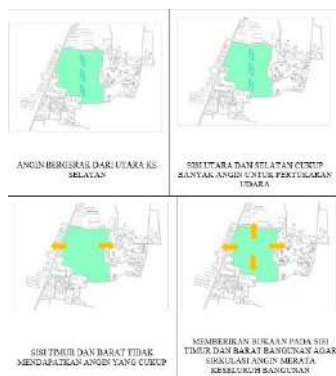 ANGIN BERGERAK DARI UTARA KE
SELATAN
SISI UTARA DAN SELATAN CUKUP
BANYAK ANGIN UNTUK PERTUKARAN
UDARA
SISI TIMUR DAN BARAT TIDAK
MENDAPATKAN ANGIN YANG CUKUP
MEMBERIKAN BUKAAN PADA SISI
TIMUR DAN BARAT BANGUNAN AGAR
SIRKULASI ANGIN MERATA
KESELURUH BANGUNAN